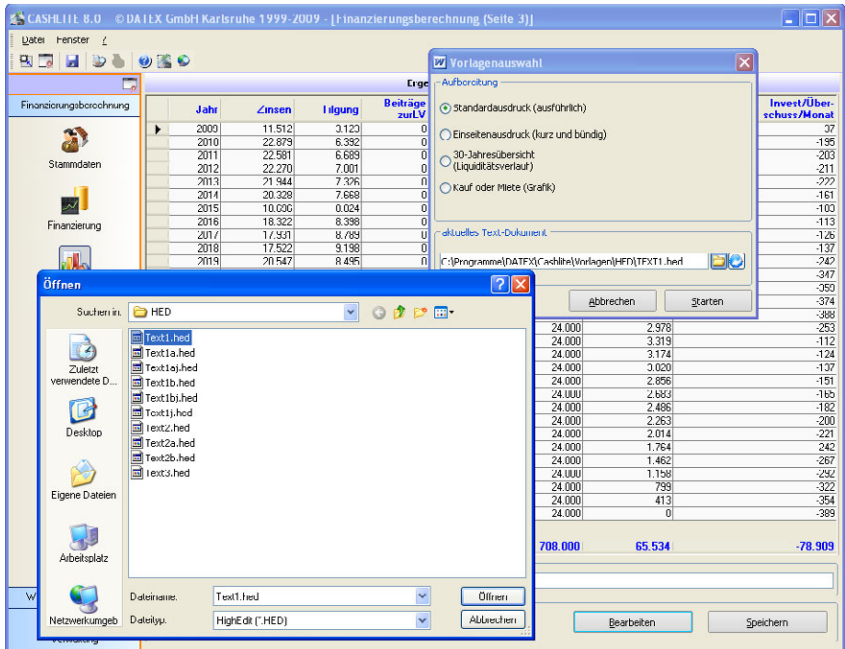 CASHLITE 8.0 © DATEX GmbH Karlsruhe 1999-2009 - [Finanzierungsberechnung (Seite 3)]
Datei Fenster ?
Finanzierungsberechnung
Stammdaten
Finanzierung
Jahr Zinsen Tilgung Beiträge zurLV
2009 11.512 3.123 0
2010 22.879 6.392 0
2011 22.581 6.689 0
2012 22.270 7.001 0
2013 21.944 7.326 0
2014 20.328 7.668 0
2015
2016 18.322 8.398 0
2017 17.931 8.789 0
2018 17.522 9.198 0
2019 20.547 8.495 0
Vorlagenauswahl
Aufbereitung
Standardausdruck (ausführlich)
Einseitenausdruck (kurz und bündig)
30-Jahresübersicht
(Liquiditätsverlauf)
Kauf oder Miete (Grafik)
aktuelles Text-Dokument
C:\Programme\DATEX\Cashlite\Vorlagen\HED\TEXT1.hed
Abbrechen Starten
Invest/Über-
schuss/Monat
37
-195
-203
-211
-222
-161
-113
-126
-137
-242
-347
-374
-388
24.000 2.978 -253
24.000 3.319 -112
24.000 3.174 -124
24.000 3.020 -137
24.000 2.856 -151
24.000 2.683 -165
24.000 2.486 -182
24.000 2.263 -200
24.000 2.014 -221
24.000 1.764 242
24.000 1.462 -267
24.000 1.158 -292
24.000 799 -322
24.000 413 -354
24.000 0 -389
708.000 65.534 -78.909
Bearbeiten Speichern
Öffnen
Suchen in: HED
Zuletzt
verwendete D...
Desktop
Eigene Dateien
Arbeitsplatz
Netzwerkumgeb
Text1.hed
Text1a.hed
Text1aj.hed
Text1b.hed
Text1bj.hed
Text1j.hed
Text2.hed
Text2a.hed
Text2b.hed
Text3.hed
Dateiname: Text1.hed Öffnen
Dateityp: HighEdit (*.HED) Abbrechen
W
Verwaltung